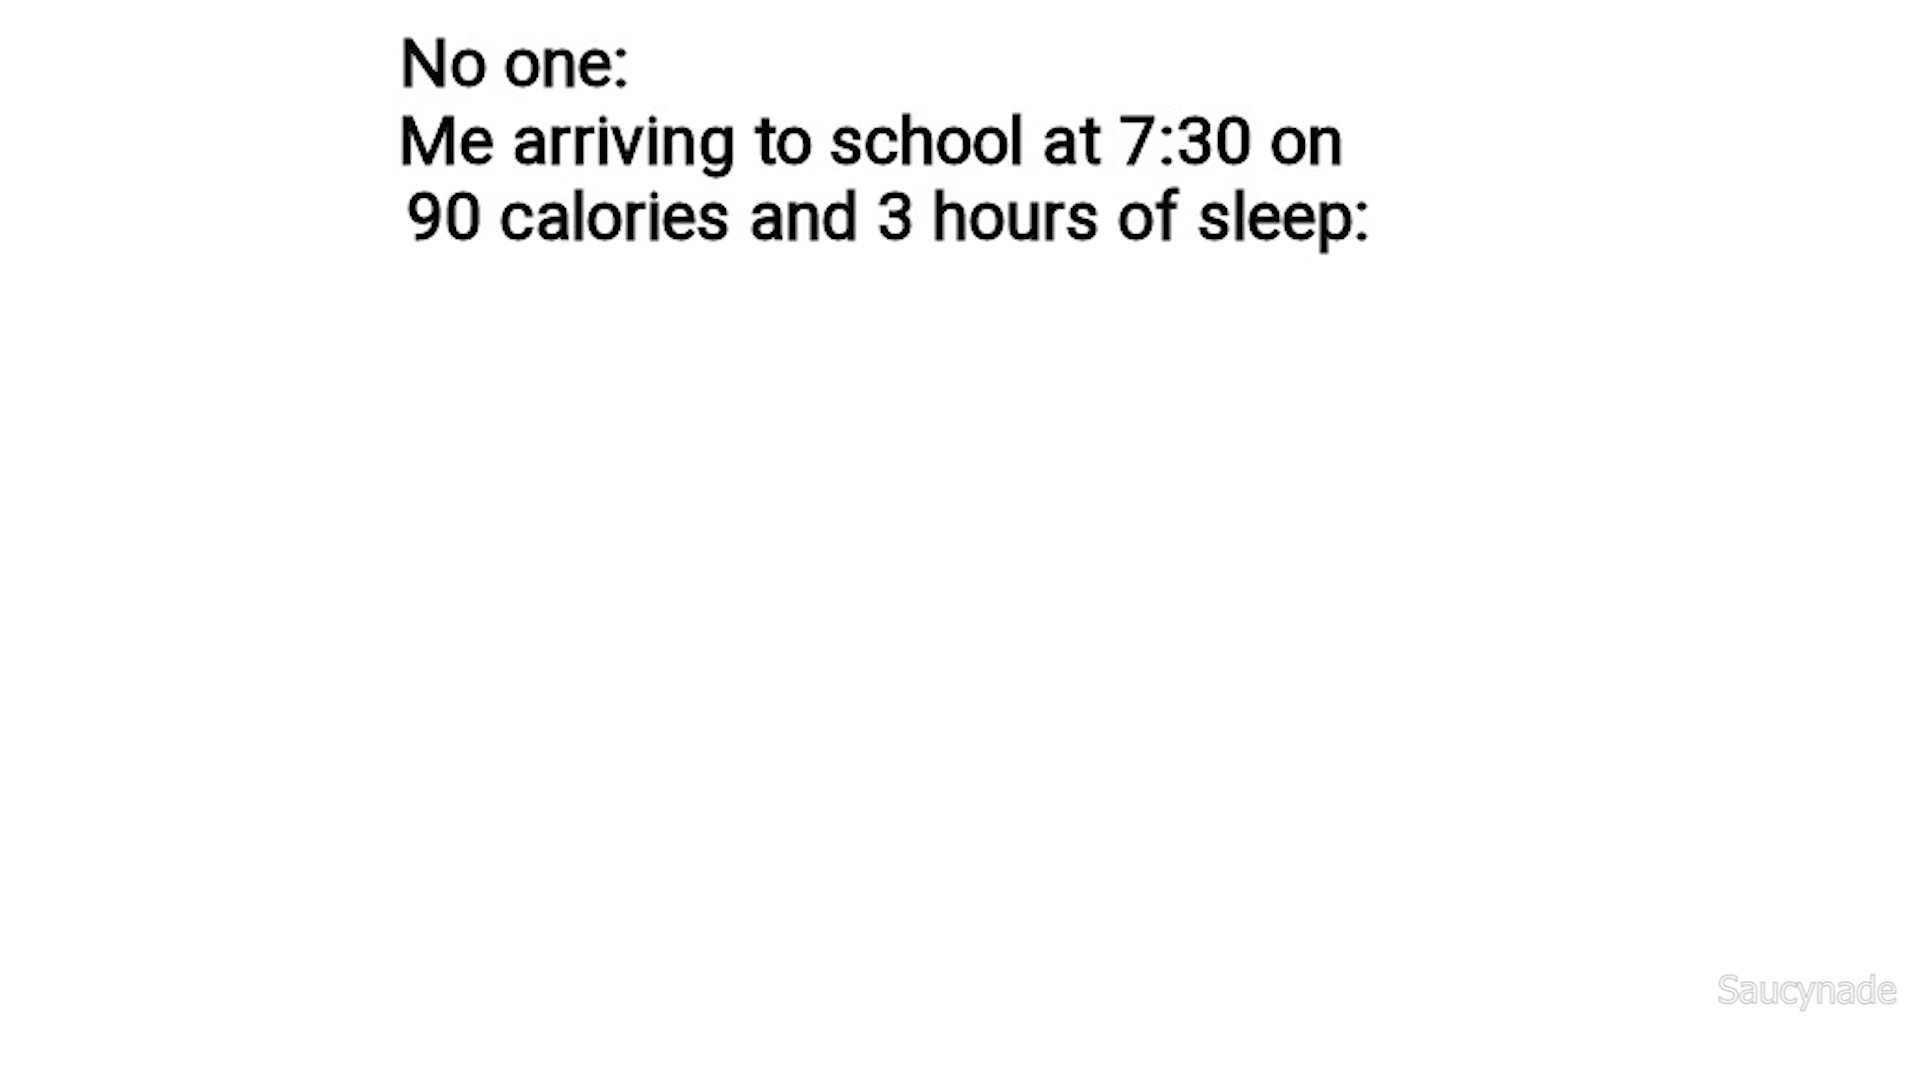 No one:
Me arriving to school at 7:30 on
90 calories and 3 hours of sleep:
Saucynade